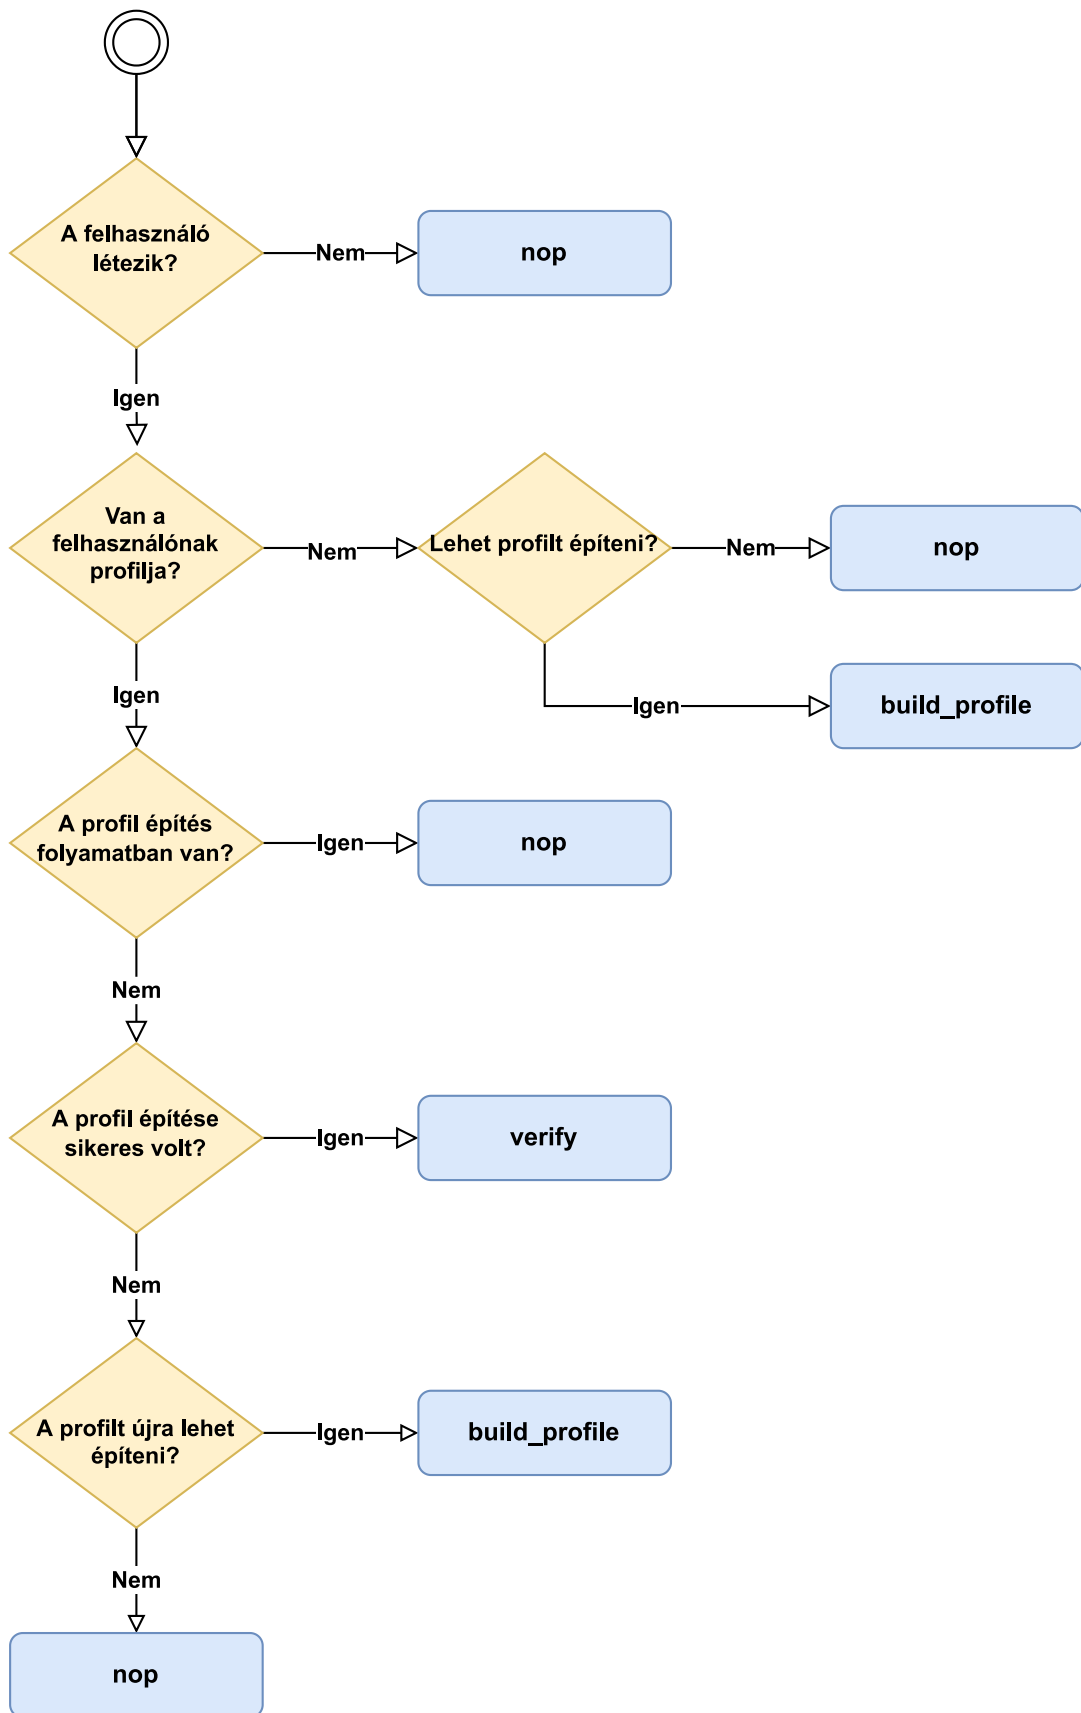 A felhasználó
létezik?
Nem
nop
Igen
Van a
felhasználónak
profilja?
Nem
Lehet profilt építeni?
Nem
nop
Igen
build_profile
Igen
A profil építés
folyamatban van?
Igen
nop
Nem
A profil építése
sikeres volt?
Igen
verify
Nem
A profilt újra lehet
építeni?
Igen
build_profile
Nem
nop